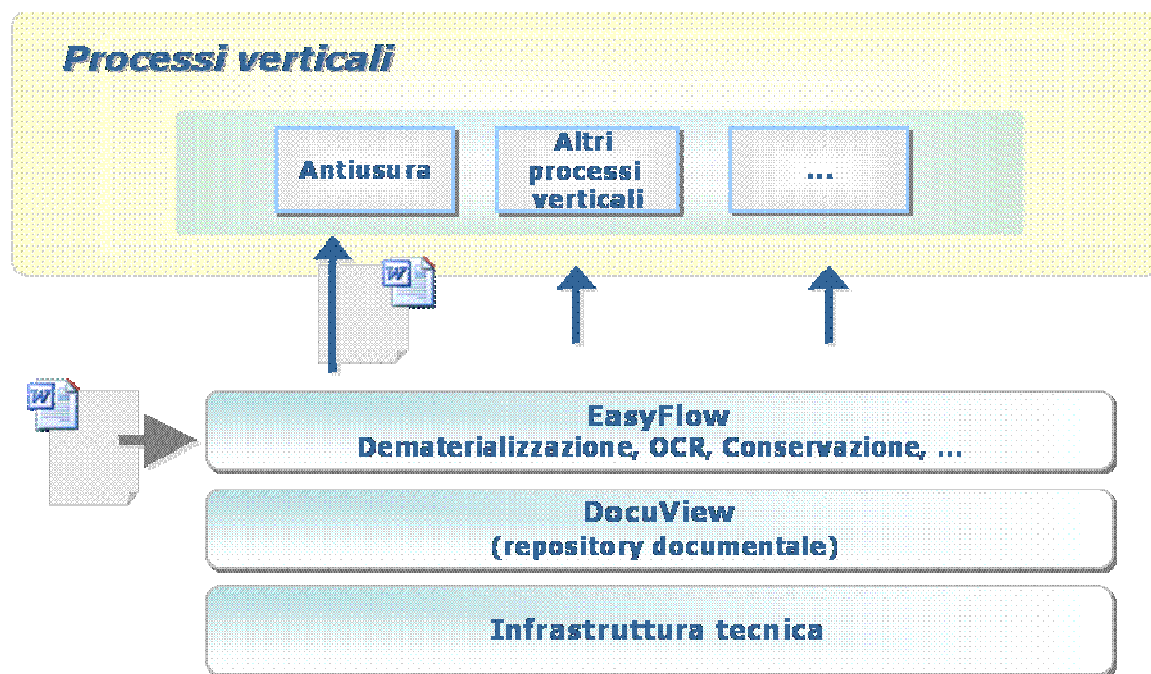 Processi verticali
Antiusura
Altri
processi
verticali
...
W
W
EasyFlow
Dematerializzazione, OCR, Conservazione, ...
DocuView
(repository documentale)
Infrastruttura tecnica